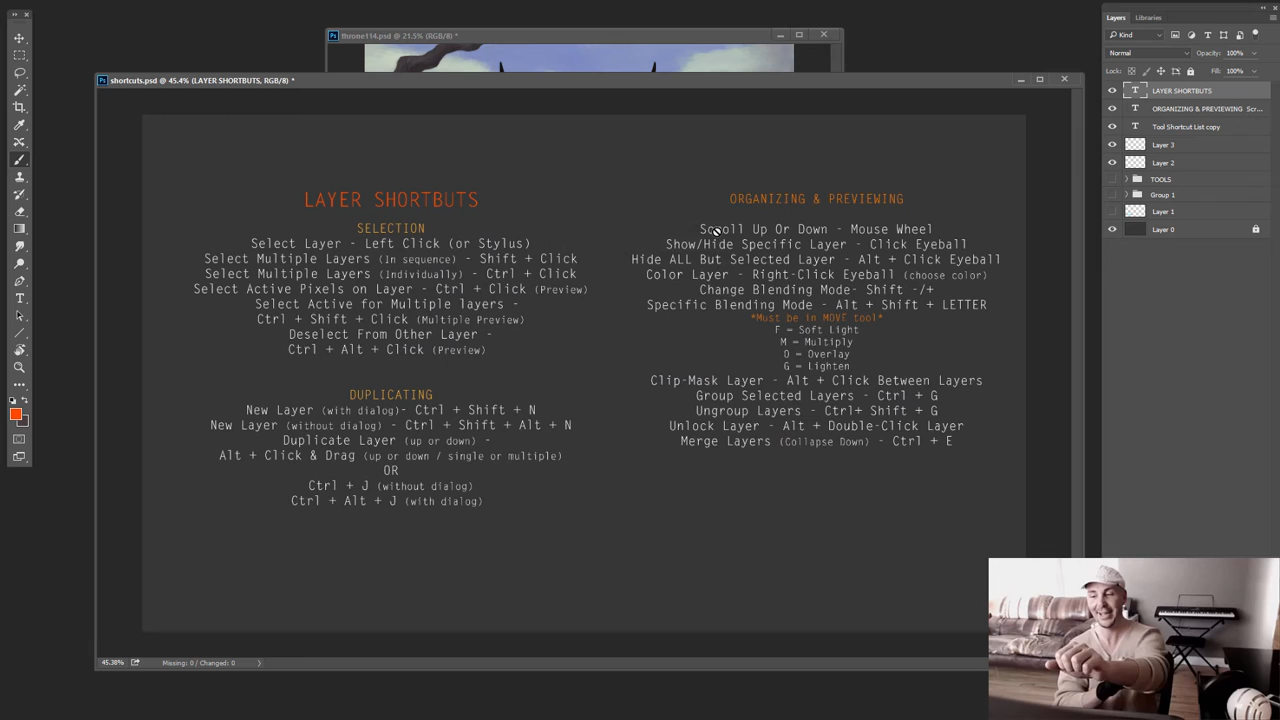 throne114.psd @ 21.5% (RGB/8) *
shortcuts.psd @ 45.4% (LAYER SHORTBUTS, RGB/8) *
LAYER SHORTBUTS
SELECTION
Select Layer - Left Click (or Stylus)
Select Multiple Layers (In sequence) - Shift + Click
Select Multiple Layers (Individually) - Ctrl + Click
Select Active Pixels on Layer - Ctrl + Click (Preview)
Select Active for Multiple layers -
Ctrl + Shift + Click (Multiple Preview)
Deselect From Other Layer -
Ctrl + Alt + Click (Preview)
DUPLICATING
New Layer (with dialog)- Ctrl + Shift + N
New Layer (without dialog) - Ctrl + Shift + Alt + N
Duplicate Layer (up or down) -
Alt + Click & Drag (up or down / single or multiple)
OR
Ctrl + J (without dialog)
Ctrl + Alt + J (with dialog)
ORGANIZING & PREVIEWING
Scroll Up Or Down - Mouse Wheel
Show/Hide Specific Layer - Click Eyeball
Hide ALL But Selected Layer - Alt + Click Eyeball
Color Layer - Right-Click Eyeball (choose color)
Change Blending Mode- Shift -/+
Specific Blending Mode - Alt + Shift + LETTER
*Must be in MOVE tool*
F = Soft Light
M = Multiply
O = Overlay
G = Lighten
Clip-Mask Layer - Alt + Click Between Layers
Group Selected Layers - Ctrl + G
Ungroup Layers - Ctrl+ Shift + G
Unlock Layer - Alt + Double-Click Layer
Merge Layers (Collapse Down) - Ctrl + E
45.38%
Missing: 0 / Changed: 0
Layers Libraries
Kind
Normal Opacity: 100%
Lock: Fill: 100%
LAYER SHORTBUTS
ORGANIZING & PREVIEWING Scr...
Tool Shortcut List copy
Layer 3
Layer 2
TOOLS
Group 1
Layer 1
Layer 0